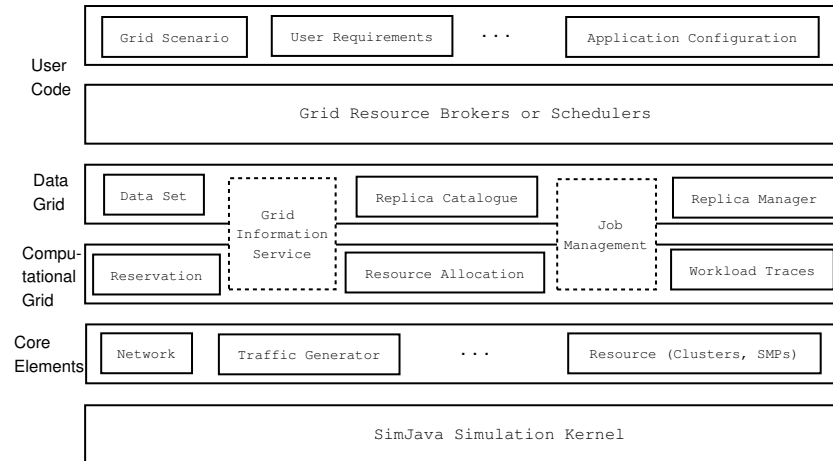 Grid Scenario
User Requirements
...
Application Configuration
User
Code
Grid Resource Brokers or Schedulers
Data
Grid
Data Set
Grid
Information
Service
Replica Catalogue
Job
Management
Replica Manager
Compu-
tational
Grid
Reservation
Resource Allocation
Workload Traces
Core
Elements
Network
Traffic Generator
...
Resource (Clusters, SMPs)
SimJava Simulation Kernel